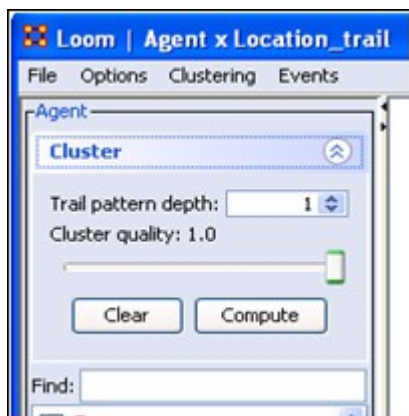 Loom | Agent x Location_trail
File Options Clustering Events
Agent
Cluster
Trail pattern depth: 1
Cluster quality: 1.0
Clear Compute
Find: